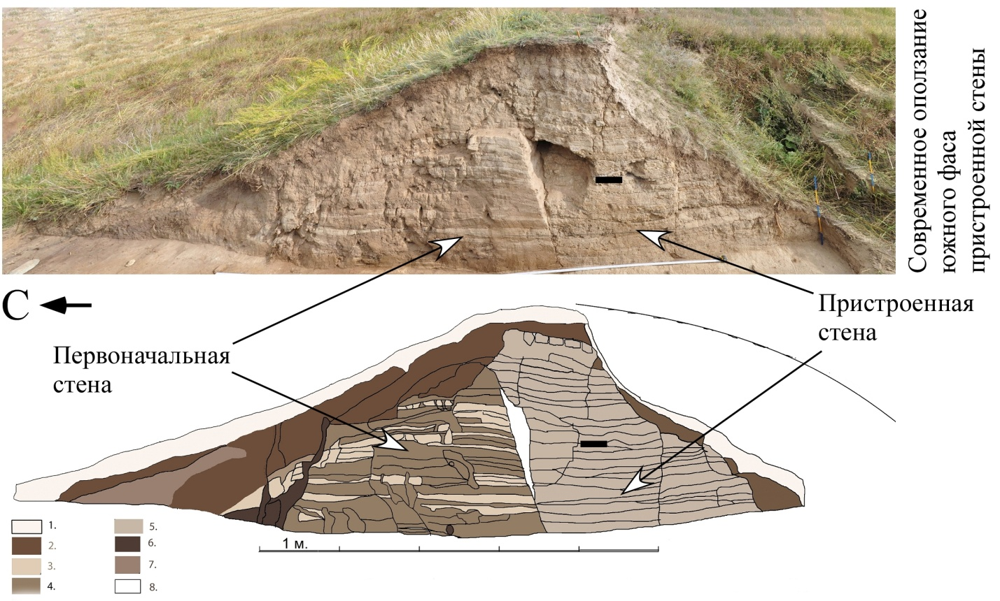 Современное оползание
южного фаса
пристроенной стены
С
Пристроенная
стена
Первоначальная
стена
1.
2.
3.
4.
5.
6.
7.
8.
1 м.